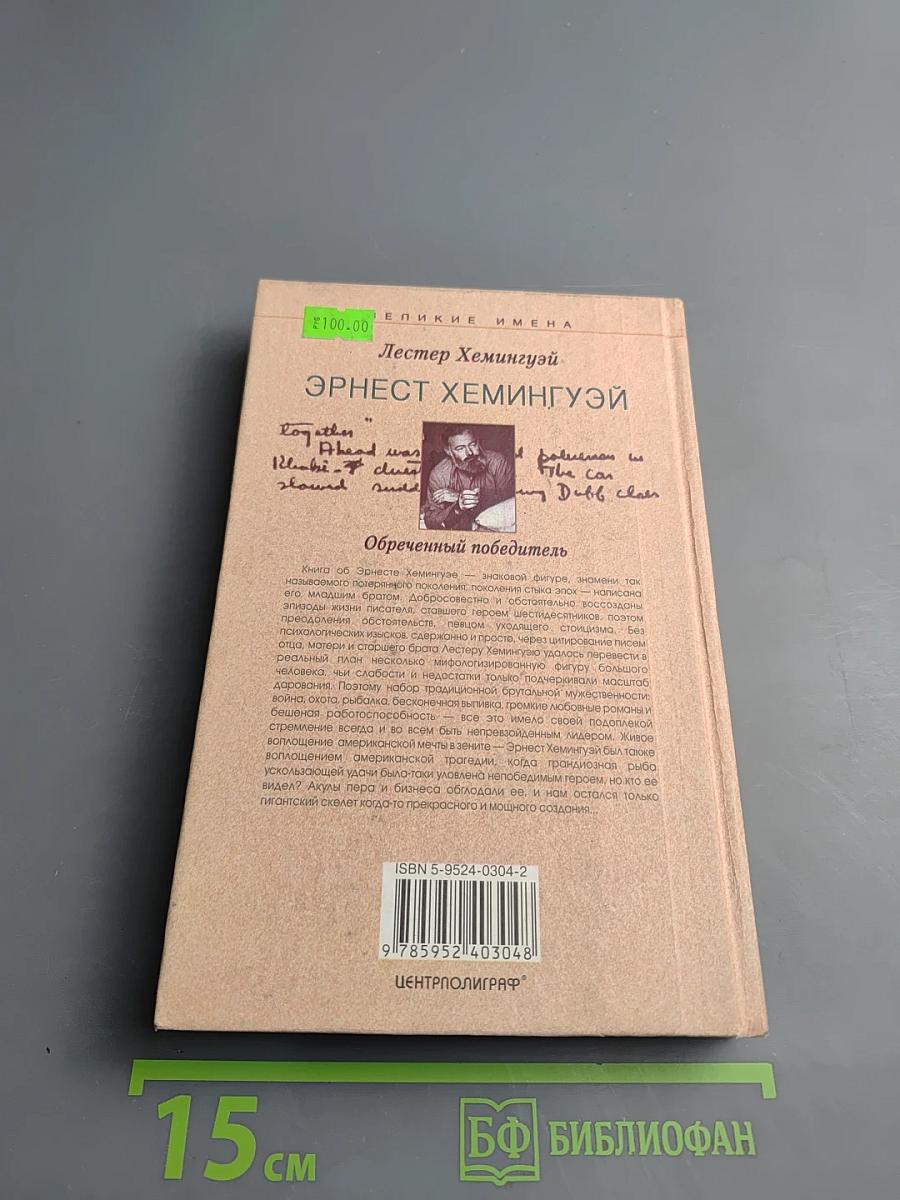 РУБ 100.00
ВЕЛИКИЕ ИМЕНА
Лестер Хемингуэй
ЭРНЕСТ ХЕМИНГУЭЙ
together"
Ahead was policeman in
Khaki The car
slowed
Обреченный победитель
Книга об Эрнесте Хемингуэе — знаковой фигуре, знамени так
называемого потерянного поколения, поколения стыка эпох — написана
его младшим братом. Добросовестно и обстоятельно воссозданы
эпизоды жизни писателя, ставшего героем шестидесятников, поэтом
преодоления обстоятельств, певцом уходящего стоицизма. Без
психологических изысков, сдержанно и просто, через цитирование писем
отца, матери и старшего брата Лестеру Хемингуэю удалось перевести в
реальный план несколько мифологизированную фигуру большого
человека, чьи слабости и недостатки только подчеркивали масштаб
дарования. Поэтому набор традиционной брутальной мужественности:
война, охота, рыбалка, бесконечная выпивка, громкие любовные романы и
бешеная работоспособность — все это имело своей подоплекой
стремление всегда и во всем быть непревзойденным лидером. Живое
воплощение американской мечты в зените — Эрнест Хемингуэй был также
воплощением американской трагедии, когда грандиозная рыба
ускользающей удачи была-таки уловлена непобедимым героем, но кто ее
видел? Акулы пера и бизнеса обглодали ее, и нам остался только
гигантский скелет когда-то прекрасного и мощного создания...
ISBN 5-9524-0304-2
9 785952 403048
ЦЕНТРПОЛИГРАФ®
15 см
БФ БИБЛИОФАН